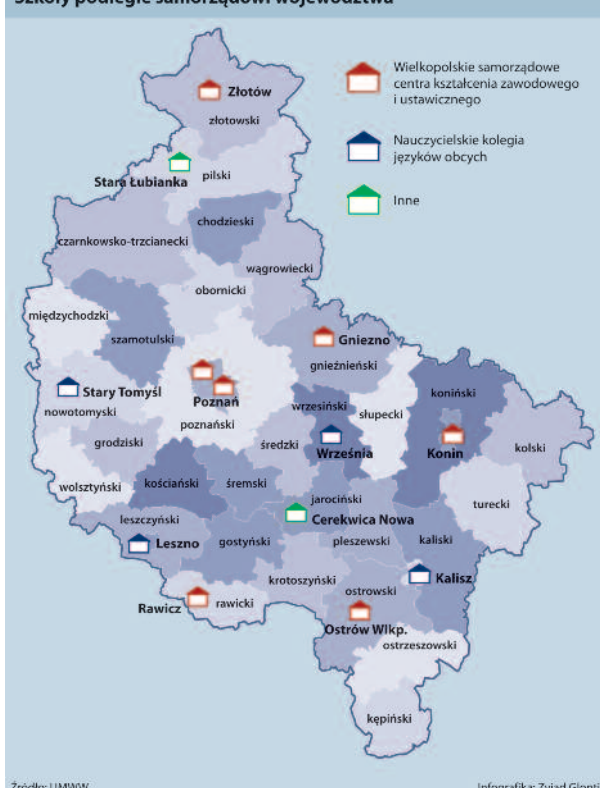 Szkoły podległe samorządowi województwa
Wielkopolskie samorządowe
centra kształcenia zawodowego
i ustawicznego
Nauczycielskie kolegia
języków obcych
Inne
Złotów
złotowski
Stara Łubianka
pilski
chodzieski
czarnkowsko-trzcianecki
wągrowiecki
obornicki
międzychodzki
szamotulski
Gniezno
gnieźnieński
Stary Tomyśl
nowotomyski
Poznań
poznański
wrzesiński
słupecki
koniński
grodziski
średzki
Września
Konin
kolski
wolsztyński
kościański
śremski
jarociński
turecki
leszczyński
Cerekwica Nowa
Leszno
gostyński
pleszewski
kaliski
krotoszyński
Kalisz
ostrowski
Rawicz
rawicki
Ostrów Wlkp.
ostrzeszowski
kępiński
Źródło: UMWW
Infografika: Zviad Glonti